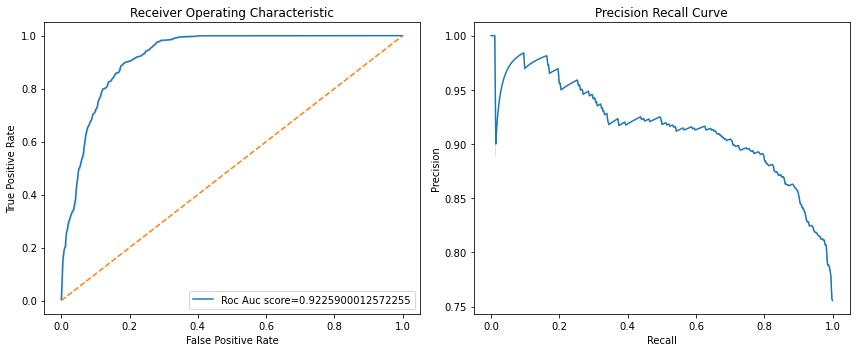 Receiver Operating Characteristic
1.0
0.8
0.6
0.4
0.2
0.0
True Positive Rate
0.0 0.2 0.4 0.6 0.8 1.0
False Positive Rate
Roc Auc score=0.9225900012572255
Precision Recall Curve
1.00
0.95
0.90
0.85
0.80
0.75
Precision
0.0 0.2 0.4 0.6 0.8 1.0
Recall